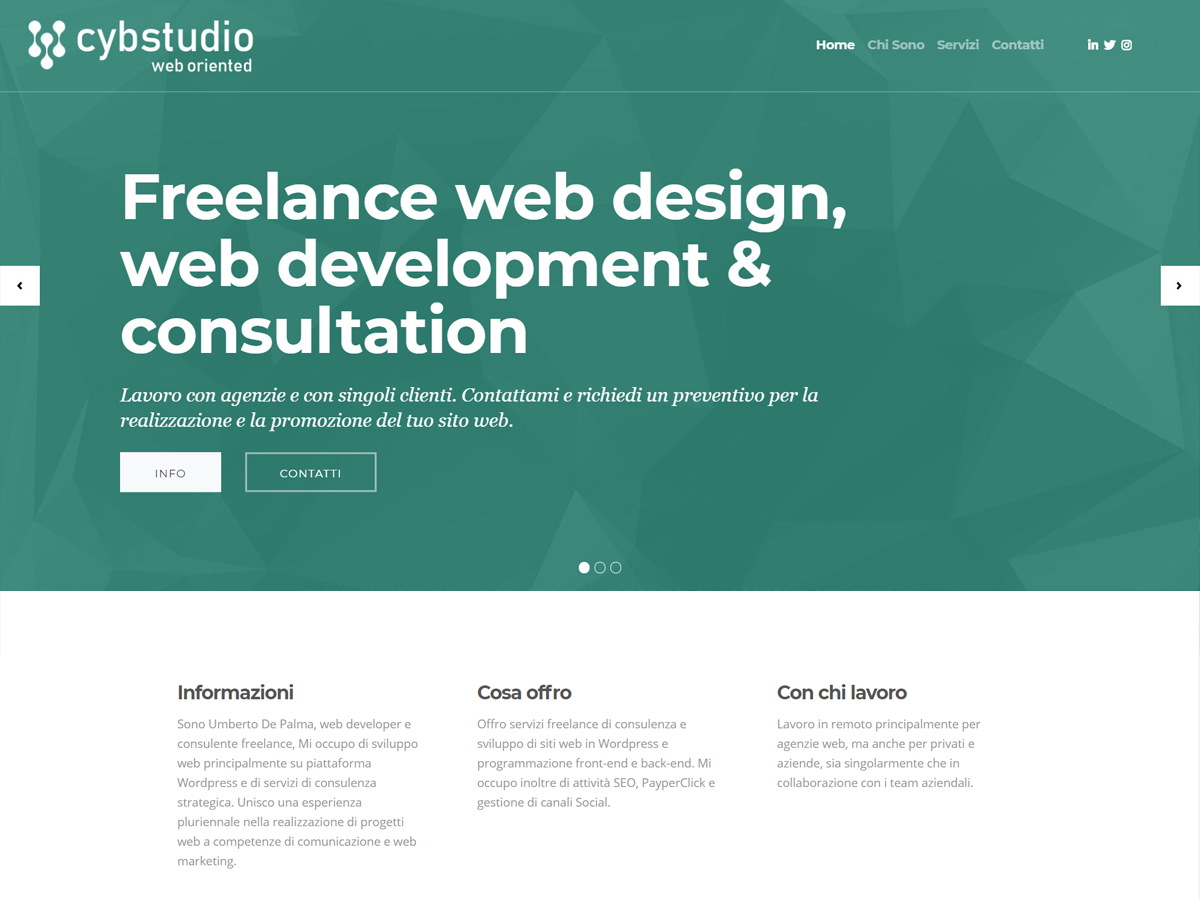 cybstudio
web oriented
Home Chi Sono Servizi Contatti
Freelance web design,
web development &
consultation
Lavoro con agenzie e con singoli clienti. Contattami e richiedi un preventivo per la
realizzazione e la promozione del tuo sito web.
INFO CONTATTI
Informazioni
Sono Umberto De Palma, web developer e
consulente freelance, Mi occupo di sviluppo
web principalmente su piattaforma
Wordpress e di servizi di consulenza
strategica. Unisco una esperienza
pluriennale nella realizzazione di progetti
web a competenze di comunicazione e web
marketing.
Cosa offro
Offro servizi freelance di consulenza e
sviluppo di siti web in Wordpress e
programmazione front-end e back-end. Mi
occupo inoltre di attività SEO, PayperClick e
gestione di canali Social.
Con chi lavoro
Lavoro in remoto principalmente per
agenzie web, ma anche per privati e
aziende, sia singolarmente che in
collaborazione con i team aziendali.